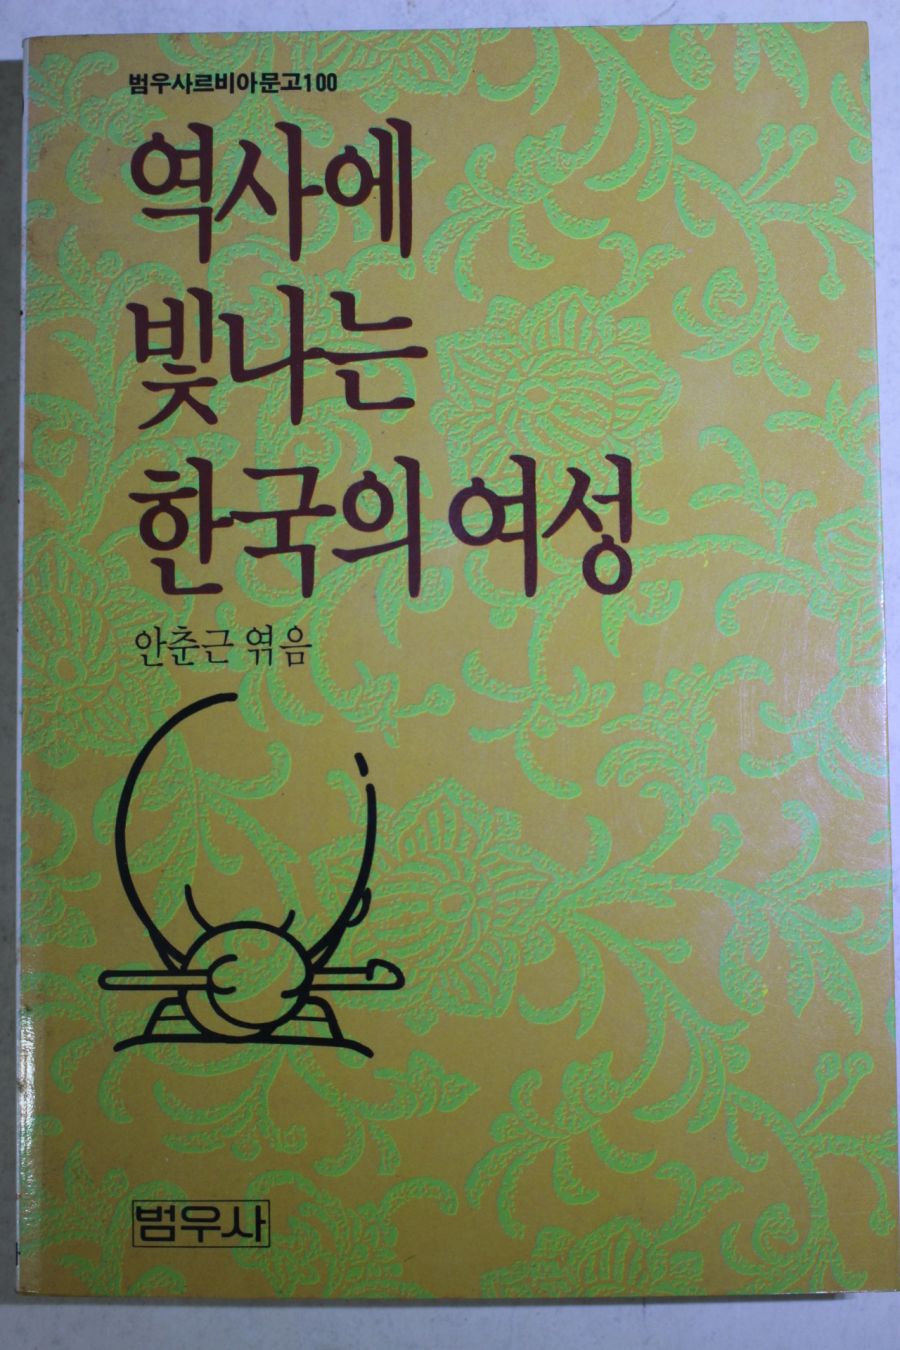 범우사르비아문고100
역사에
빛나는
한국의 여성
안춘근 엮음
범우사